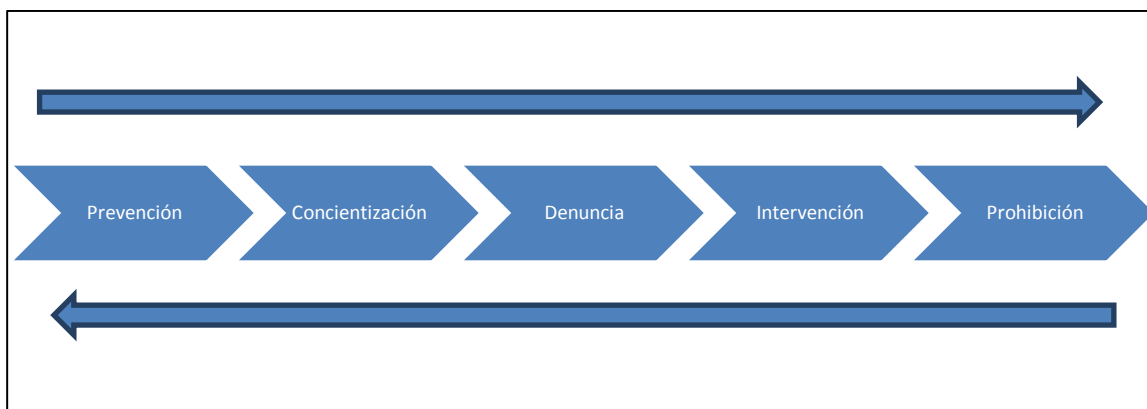 Prevención
Concientización
Denuncia
Intervención
Prohibición